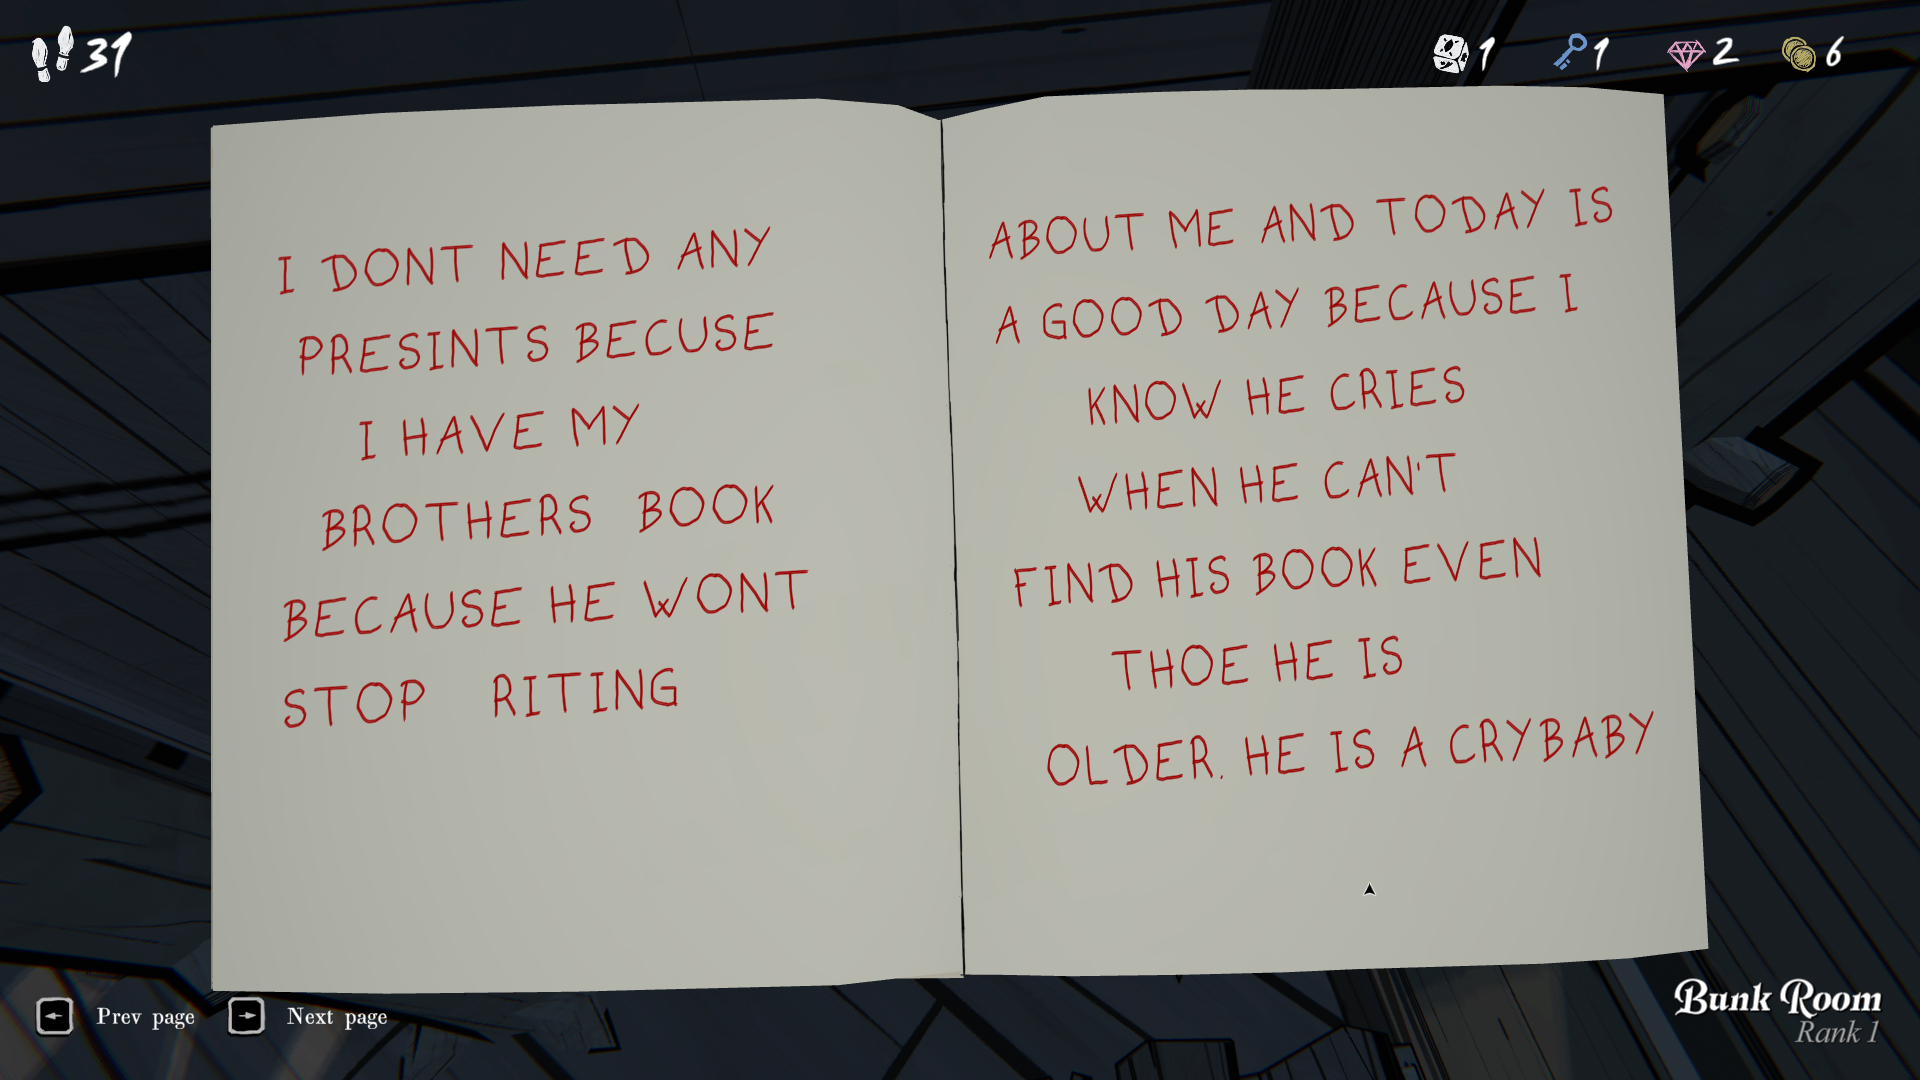 31
1
1
2
6
I DONT NEED ANY
PRESINTS BECUSE
I HAVE MY
BROTHERS BOOK
BECAUSE HE WONT
STOP RITING
ABOUT ME AND TODAY IS
A GOOD DAY BECAUSE I
KNOW HE CRIES
WHEN HE CAN'T
FIND HIS BOOK EVEN
THOE HE IS
OLDER. HE IS A CRYBABY
Prev page
Next page
Bunk Room
Rank 1